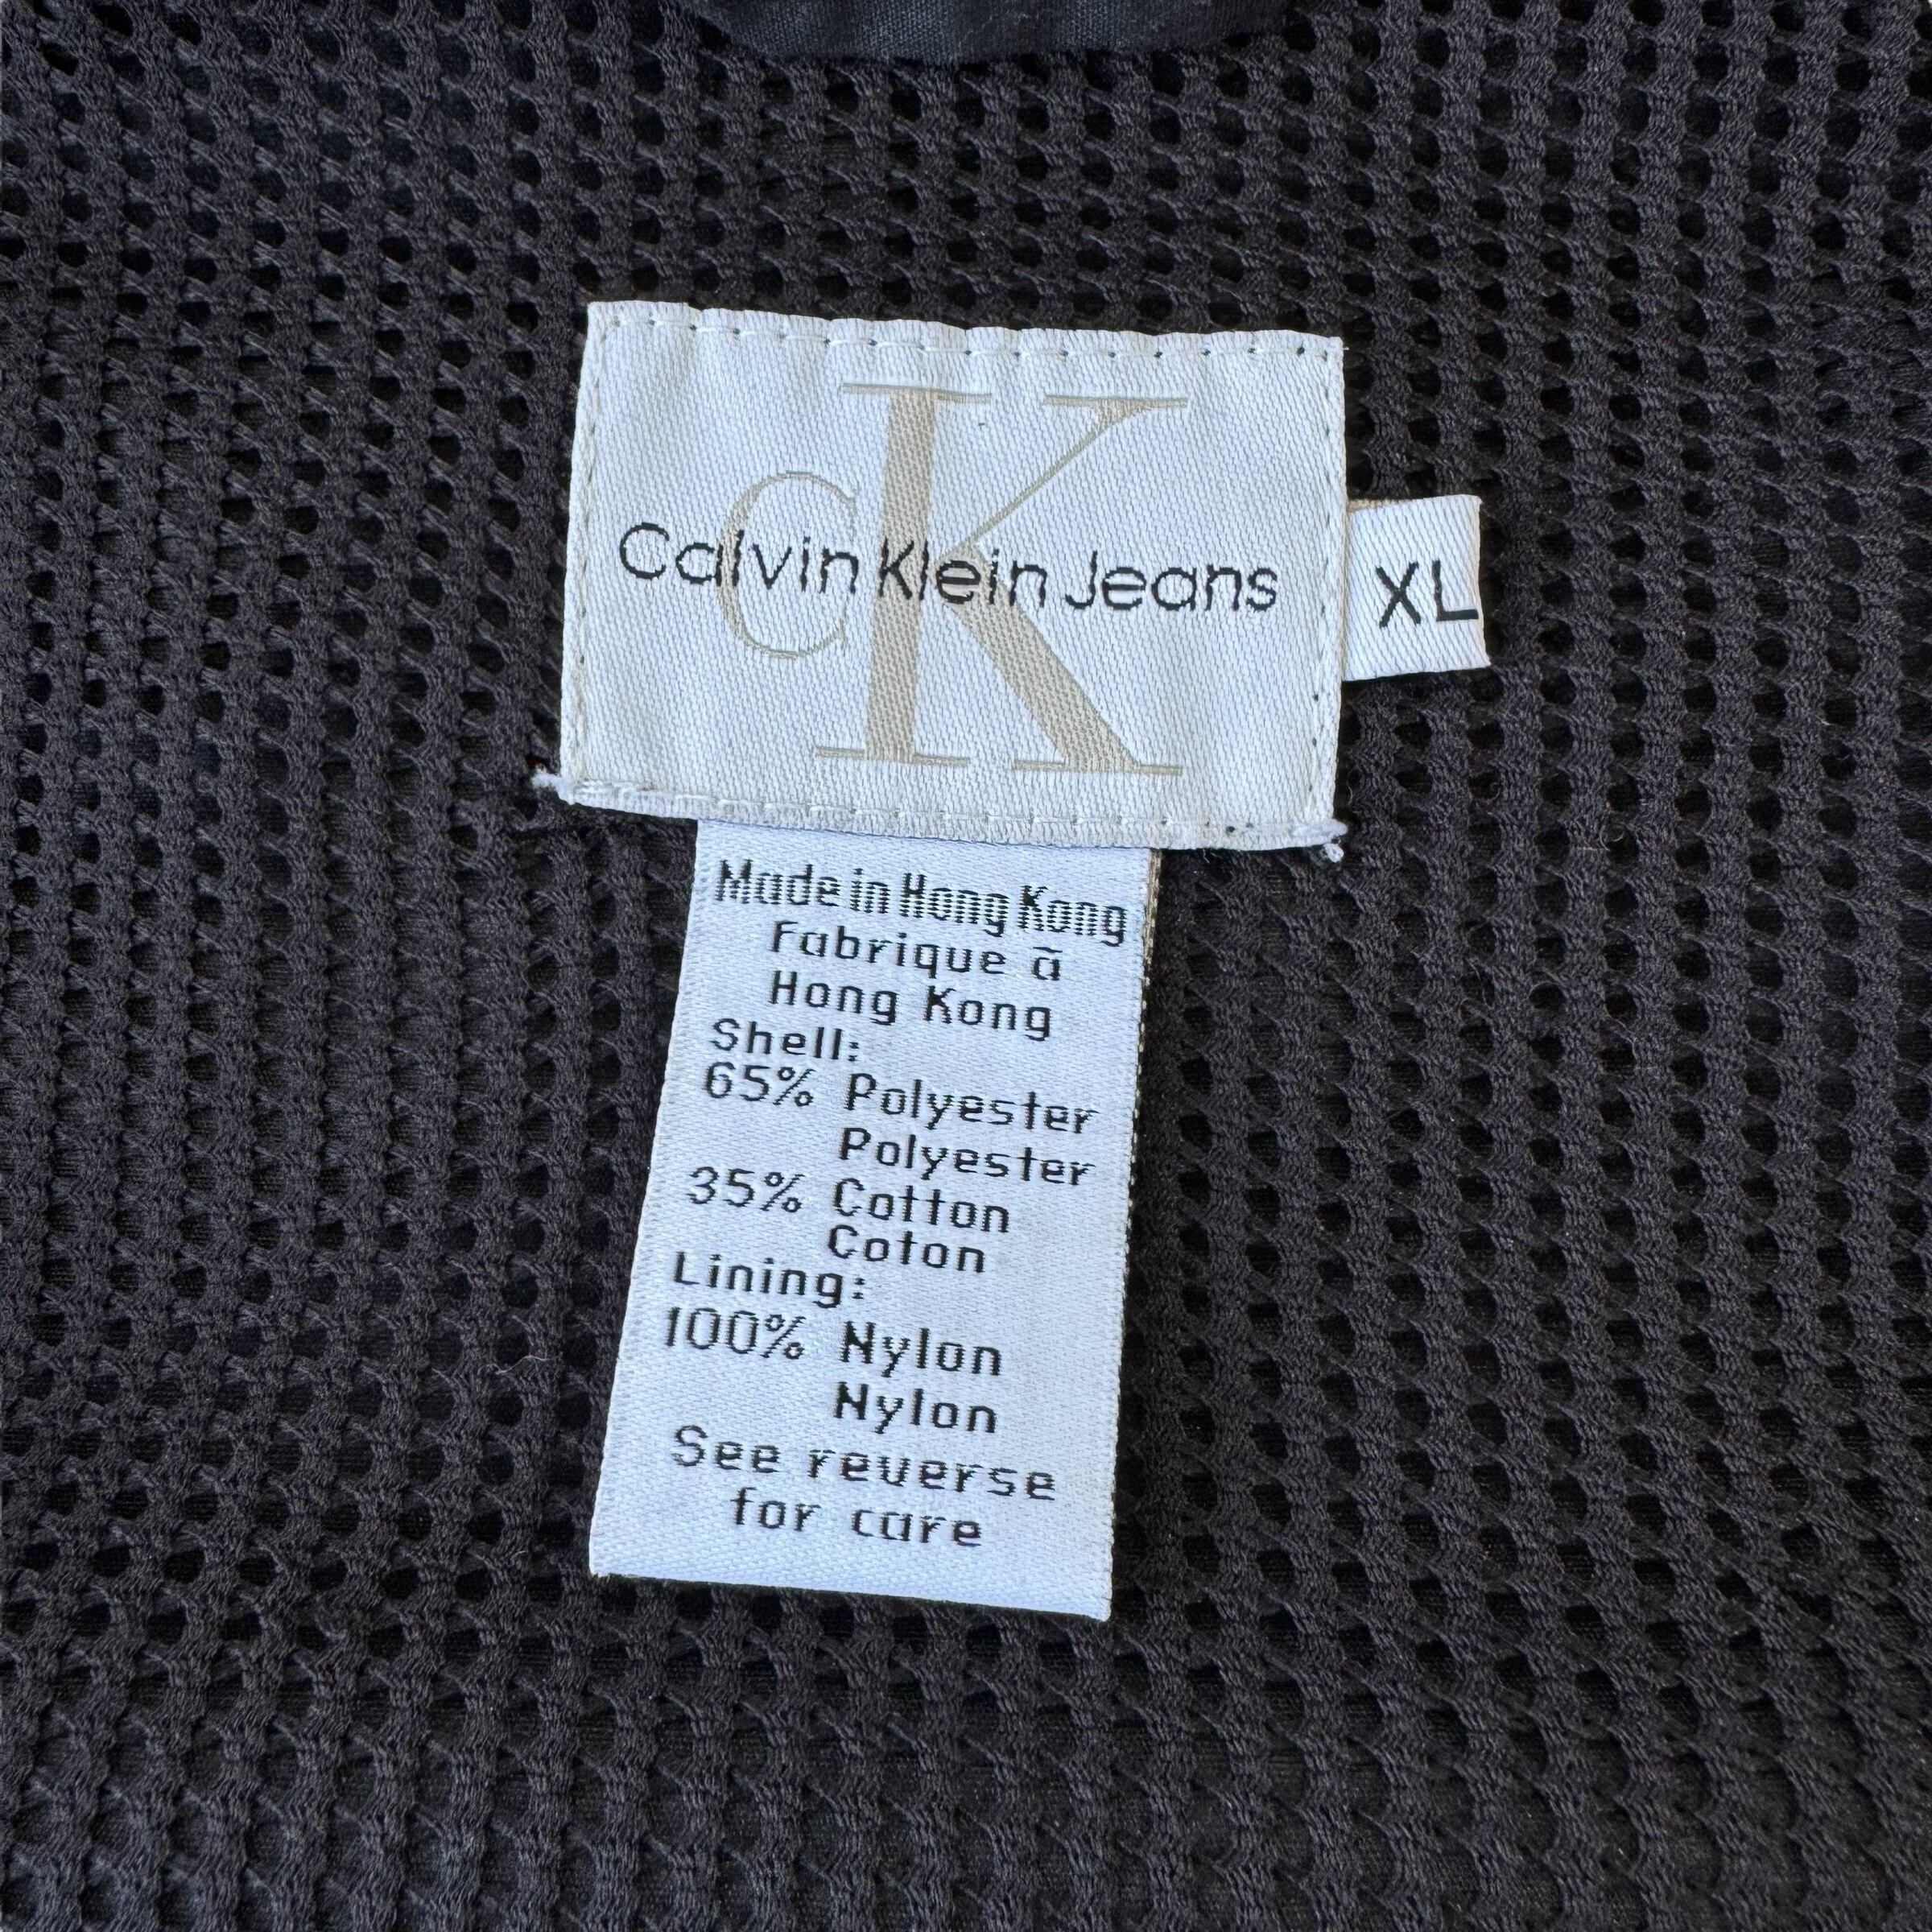 cK
Calvin Klein Jeans
XL
Made in Hong Kong
Fabrique ã
Hong Kong
Shell:
65% Polyester
Polyester
35% Cotton
Coton
Lining:
100% Nylon
Nylon
See reverse
for care